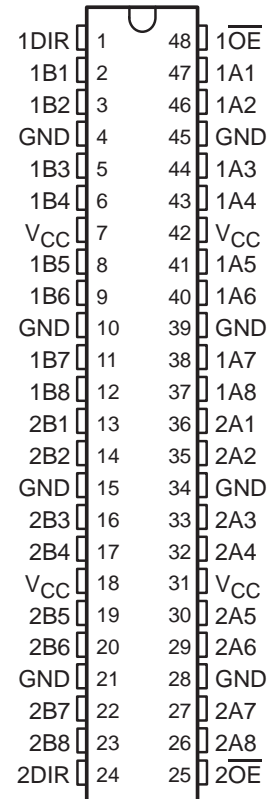 1DIR 1 48 1O̅E̅
1B1 2 47 1A1
1B2 3 46 1A2
GND 4 45 GND
1B3 5 44 1A3
1B4 6 43 1A4
VCC 7 42 VCC
1B5 8 41 1A5
1B6 9 40 1A6
GND 10 39 GND
1B7 11 38 1A7
1B8 12 37 1A8
2B1 13 36 2A1
2B2 14 35 2A2
GND 15 34 GND
2B3 16 33 2A3
2B4 17 32 2A4
VCC 18 31 VCC
2B5 19 30 2A5
2B6 20 29 2A6
GND 21 28 GND
2B7 22 27 2A7
2B8 23 26 2A8
2DIR 24 25 2O̅E̅